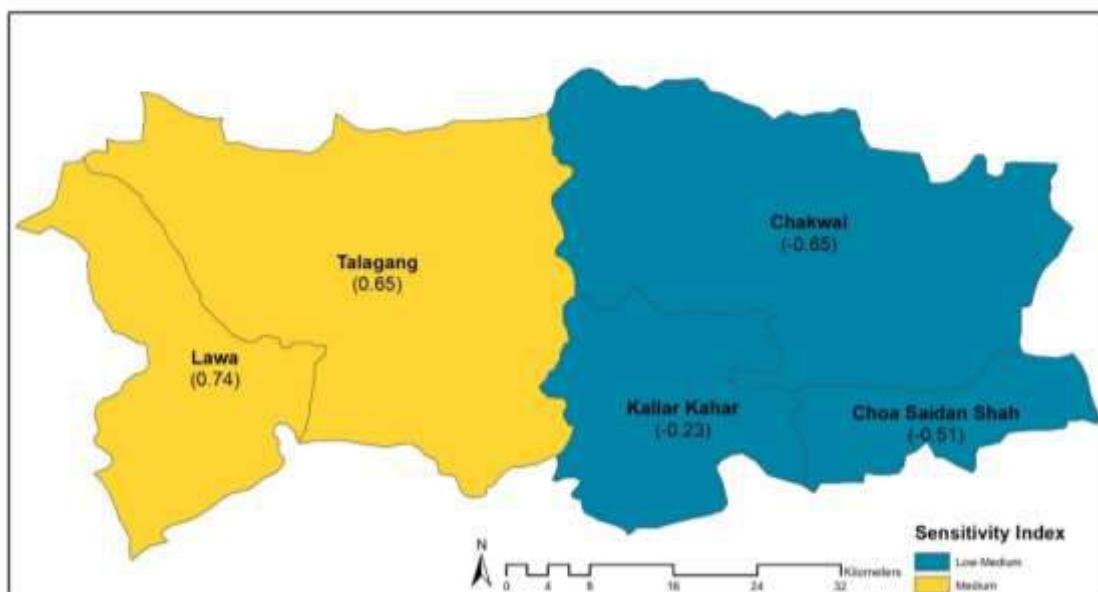 Chakwal
(-0.65)
Talagang
(0.65)
Lawa
(0.74)
Kallar Kahar
(-0.23)
Choa Saidan Shah
(-0.51)
Sensitivity Index
Low Medium
Medium
N
Kilometers
0 4 8 16 24 32